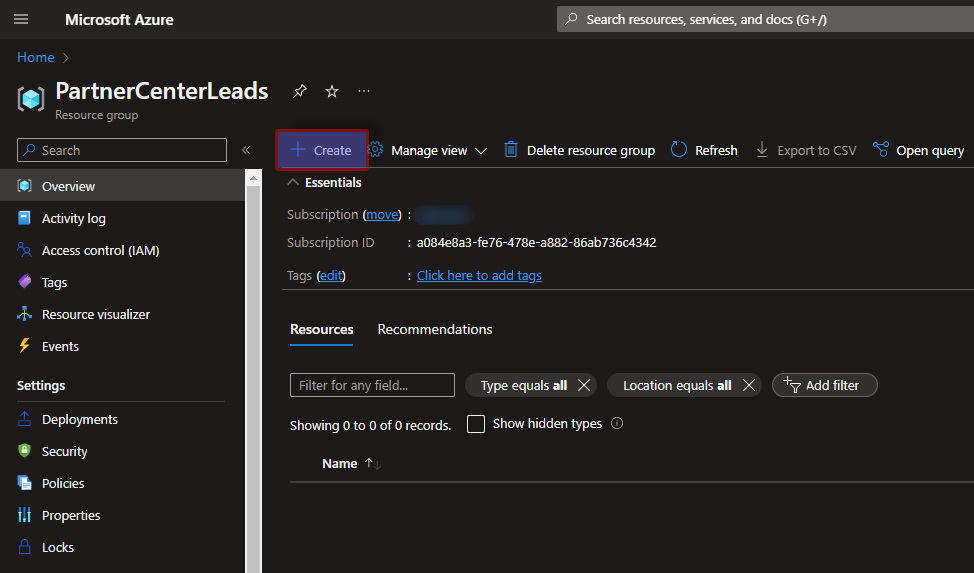 Microsoft Azure
Search resources, services, and docs (G+/)
Home
PartnerCenterLeads
Resource group
Search
Overview
Activity log
Access control (IAM)
Tags
Resource visualizer
Events
Settings
Deployments
Security
Policies
Properties
Locks
+ Create Manage view Delete resource group Refresh Export to CSV Open query
Essentials
Subscription (move) :
Subscription ID : a084e8a3-fe76-478e-a882-86ab736c4342
Tags (edit) : Click here to add tags
Resources Recommendations
Filter for any field... Type equals all Location equals all Add filter
Showing 0 to 0 of 0 records. Show hidden types
Name